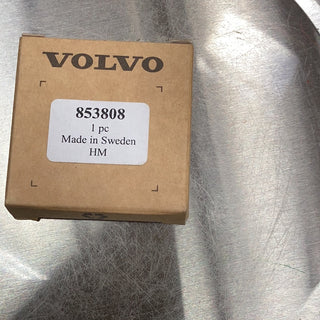 VOLVO
853808
1 pc
Made in Sweden
HM